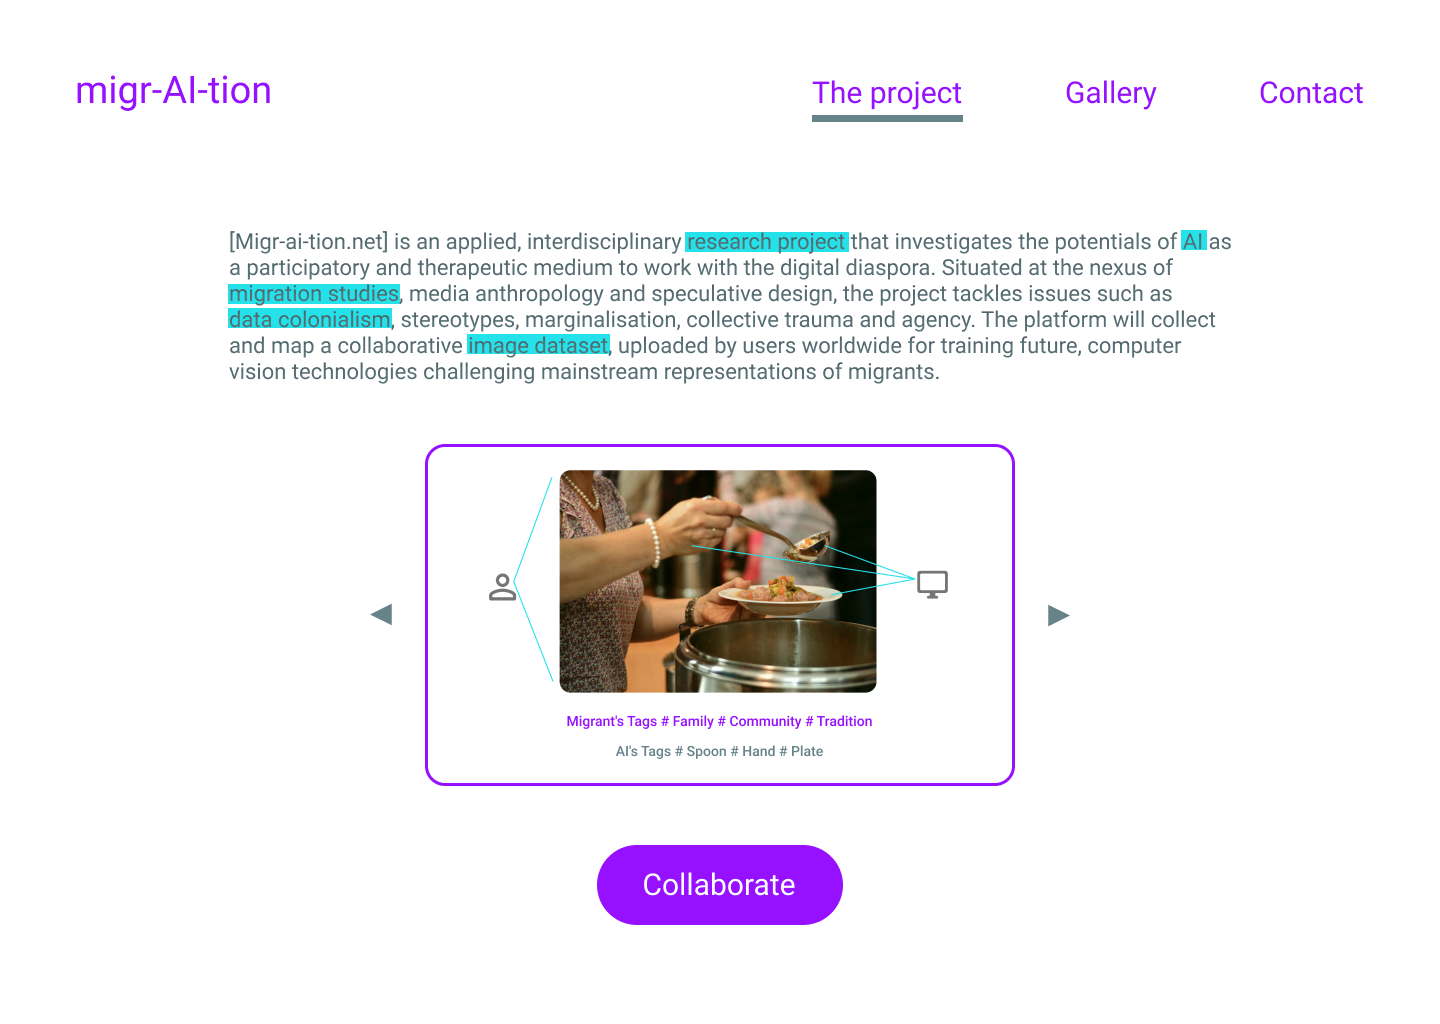 migr-AI-tion
The project
Gallery
Contact
[Migr-ai-tion.net] is an applied, interdisciplinary research project that investigates the potentials of AI as
a participatory and therapeutic medium to work with the digital diaspora. Situated at the nexus of
migration studies, media anthropology and speculative design, the project tackles issues such as
data colonialism, stereotypes, marginalisation, collective trauma and agency. The platform will collect
and map a collaborative image dataset, uploaded by users worldwide for training future, computer
vision technologies challenging mainstream representations of migrants.
Migrant's Tags # Family # Community # Tradition
AI's Tags # Spoon # Hand # Plate
Collaborate